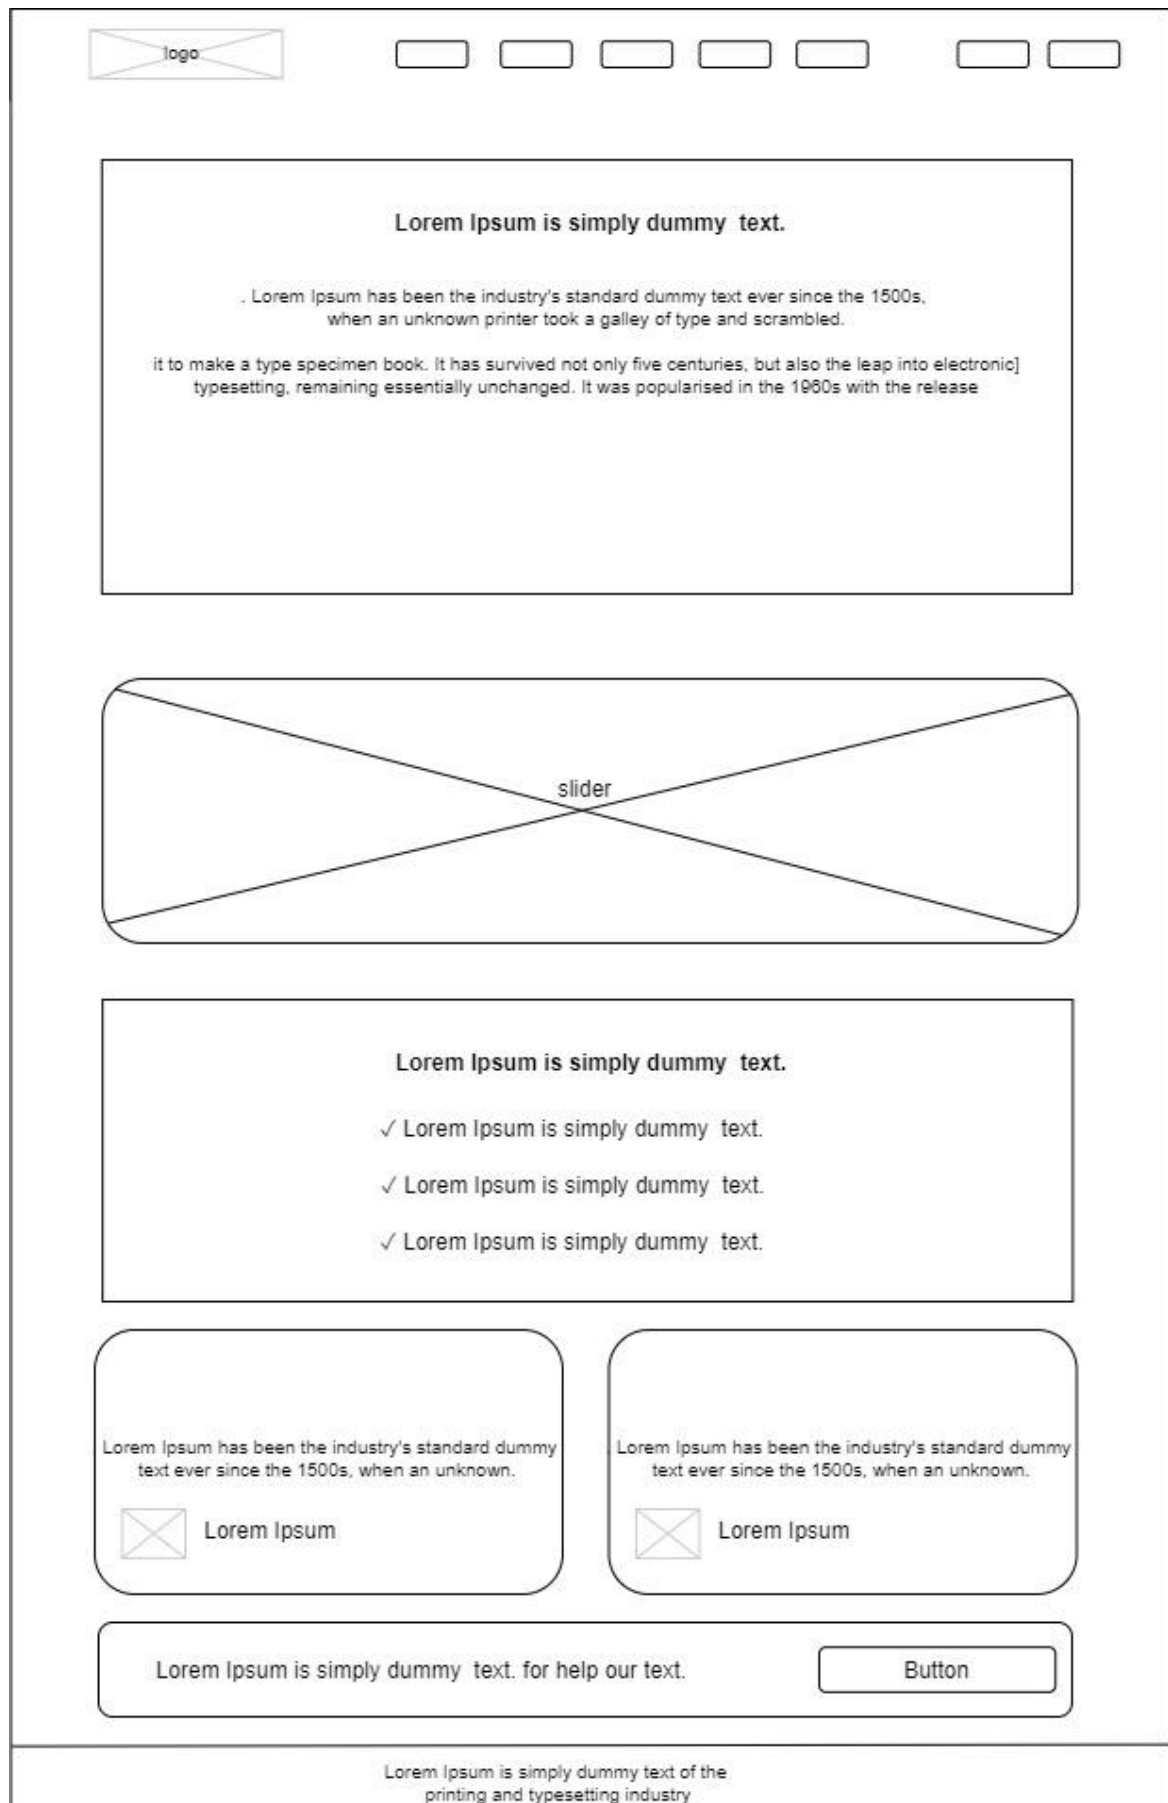 logo
Lorem Ipsum is simply dummy  text.
. Lorem Ipsum has been the industry's standard dummy text ever since the 1500s,
when an unknown printer took a galley of type and scrambled.
it to make a type specimen book. It has survived not only five centuries, but also the leap into electronic]
typesetting, remaining essentially unchanged. It was popularised in the 1960s with the release
slider
Lorem Ipsum is simply dummy  text.
✓ Lorem Ipsum is simply dummy  text.
✓ Lorem Ipsum is simply dummy  text.
✓ Lorem Ipsum is simply dummy  text.
Lorem Ipsum has been the industry's standard dummy
text ever since the 1500s, when an unknown.
Lorem Ipsum
Lorem Ipsum has been the industry's standard dummy
text ever since the 1500s, when an unknown.
Lorem Ipsum
Lorem Ipsum is simply dummy  text. for help our text.
Button
Lorem Ipsum is simply dummy text of the
printing and typesetting industry